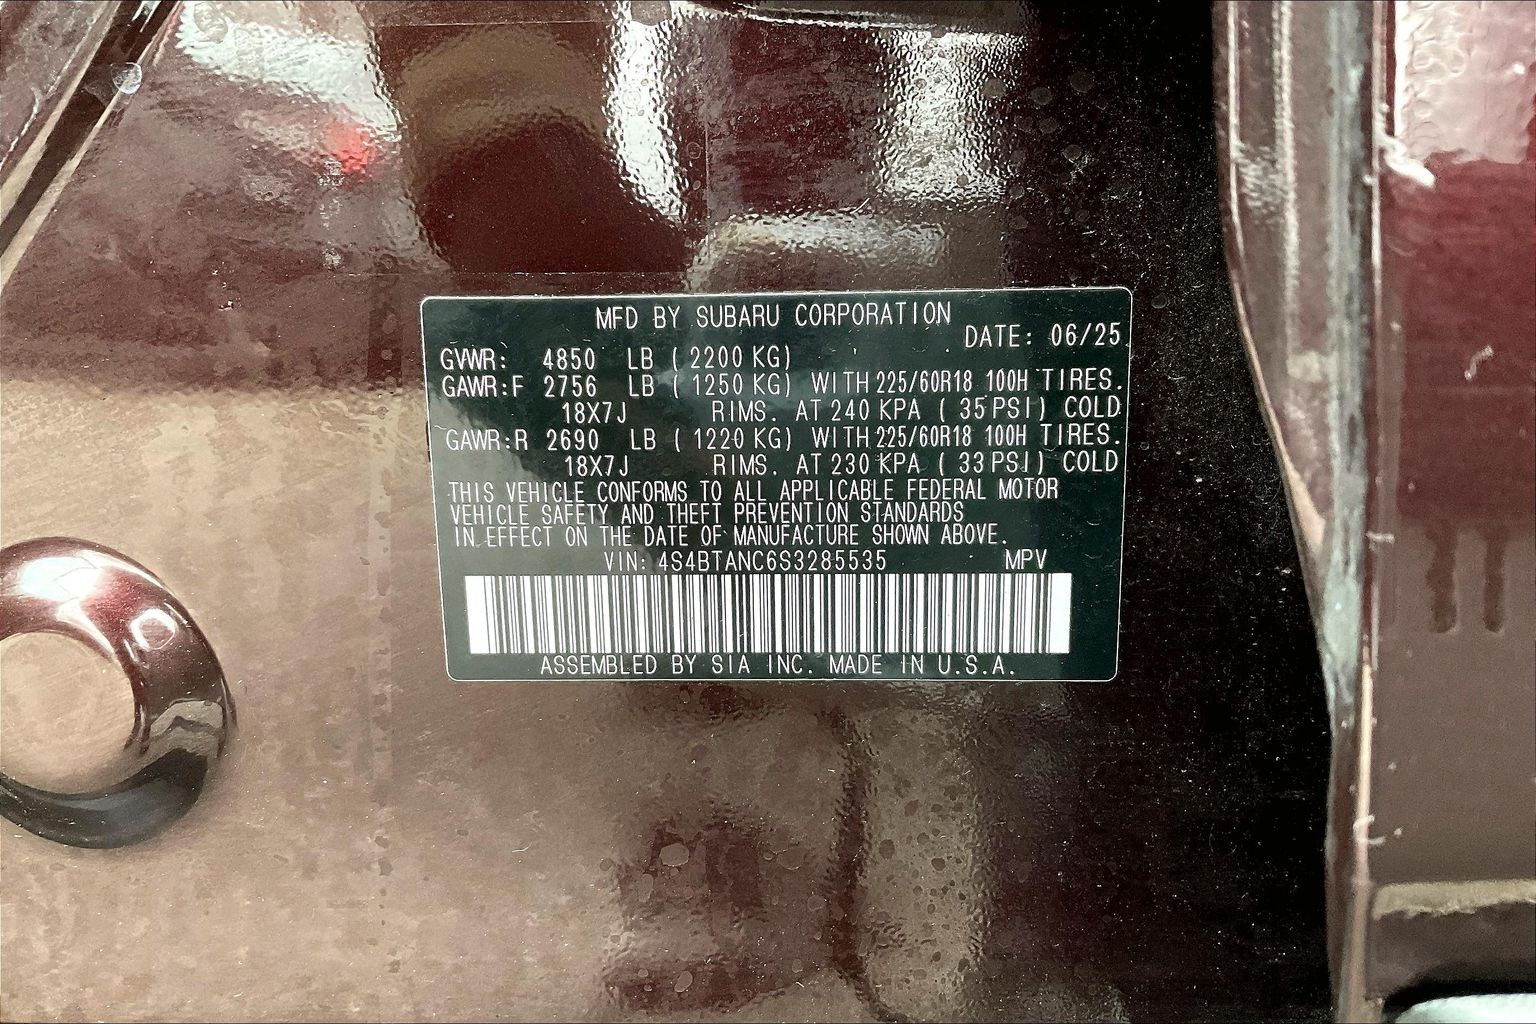 MFD BY SUBARU CORPORATION
DATE: 06/25
GVWR: 4850 LB ( 2200 KG)
GAWR:F 2756 LB ( 1250 KG) WITH 225/60R18 100H TIRES.
18X7J RIMS. AT 240 KPA ( 35 PSI) COLD
GAWR:R 2690 LB ( 1220 KG) WITH 225/60R18 100H TIRES.
18X7J RIMS. AT 230 KPA ( 33 PSI) COLD
THIS VEHICLE CONFORMS TO ALL APPLICABLE FEDERAL MOTOR
VEHICLE SAFETY AND THEFT PREVENTION STANDARDS
IN EFFECT ON THE DATE OF MANUFACTURE SHOWN ABOVE.
VIN: 4S4BTANC6S3285535 MPV
ASSEMBLED BY SIA INC. MADE IN U.S.A.